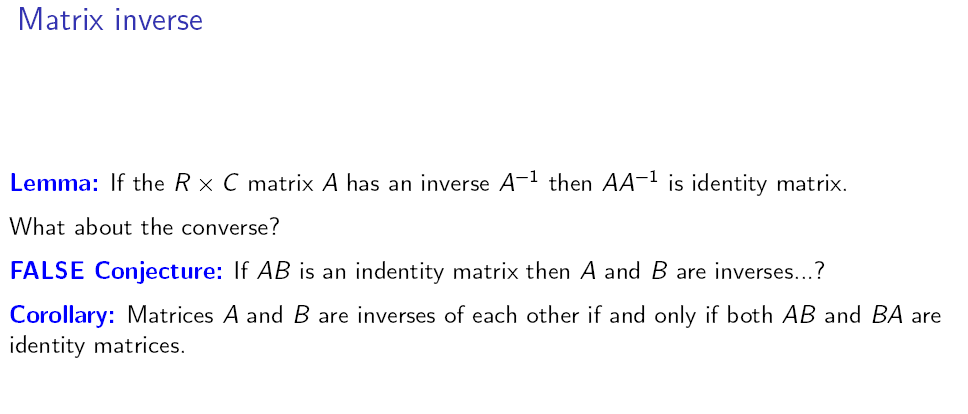 Matrix inverse
Lemma: If the R × C matrix A has an inverse A⁻¹ then AA⁻¹ is identity matrix.
What about the converse?
FALSE Conjecture: If AB is an indentity matrix then A and B are inverses...?
Corollary: Matrices A and B are inverses of each other if and only if both AB and BA are
identity matrices.